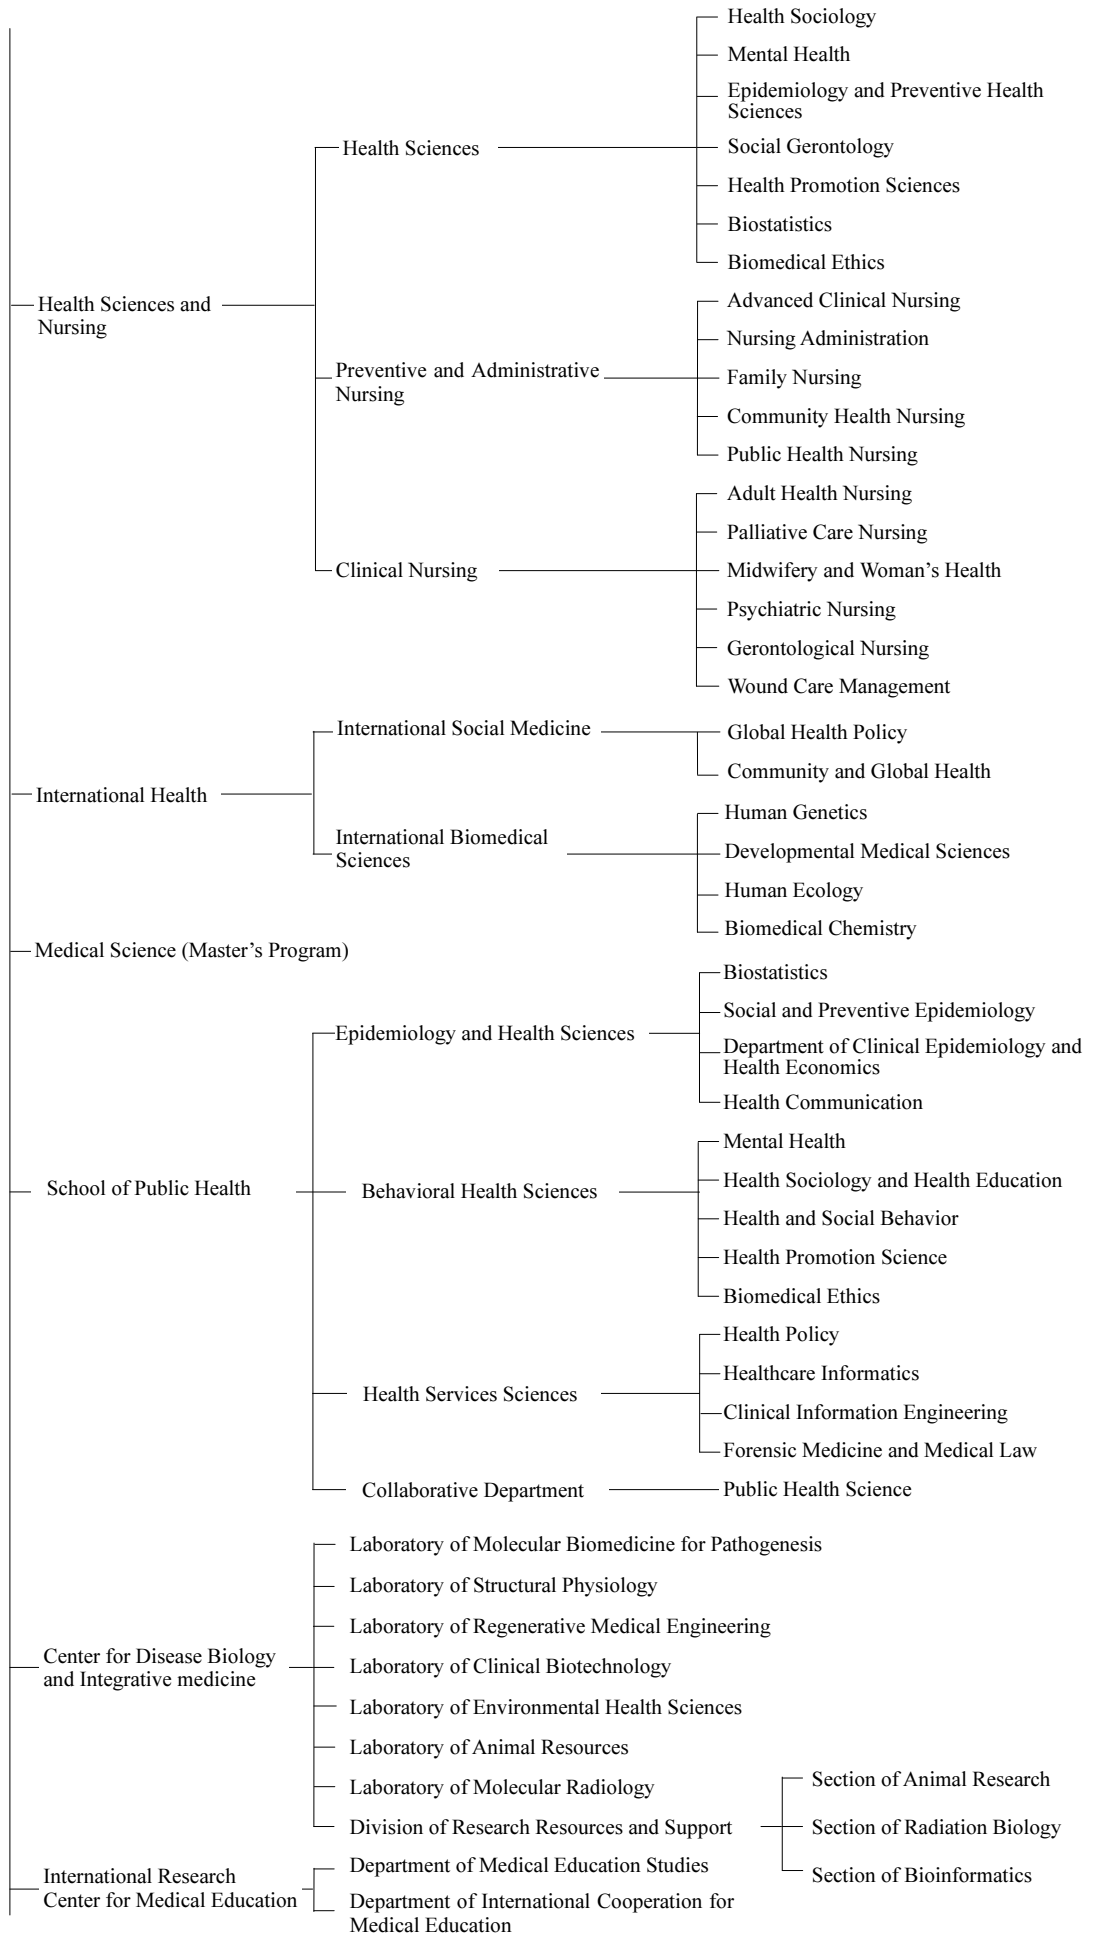 Health Sociology
Mental Health
Epidemiology and Preventive Health
Sciences
Health Sciences
Social Gerontology
Health Promotion Sciences
Biostatistics
Biomedical Ethics
Health Sciences and
Nursing
Advanced Clinical Nursing
Nursing Administration
Preventive and Administrative
Nursing
Family Nursing
Community Health Nursing
Public Health Nursing
Adult Health Nursing
Palliative Care Nursing
Clinical Nursing
Midwifery and Woman’s Health
Psychiatric Nursing
Gerontological Nursing
Wound Care Management
International Health
International Social Medicine
Global Health Policy
Community and Global Health
International Biomedical
Sciences
Human Genetics
Developmental Medical Sciences
Human Ecology
Biomedical Chemistry
Medical Science (Master’s Program)
School of Public Health
Epidemiology and Health Sciences
Biostatistics
Social and Preventive Epidemiology
Department of Clinical Epidemiology and
Health Economics
Health Communication
Behavioral Health Sciences
Mental Health
Health Sociology and Health Education
Health and Social Behavior
Health Promotion Science
Biomedical Ethics
Health Services Sciences
Health Policy
Healthcare Informatics
Clinical Information Engineering
Forensic Medicine and Medical Law
Collaborative Department
Public Health Science
Center for Disease Biology
and Integrative medicine
Laboratory of Molecular Biomedicine for Pathogenesis
Laboratory of Structural Physiology
Laboratory of Regenerative Medical Engineering
Laboratory of Clinical Biotechnology
Laboratory of Environmental Health Sciences
Laboratory of Animal Resources
Laboratory of Molecular Radiology
Division of Research Resources and Support
Section of Animal Research
Section of Radiation Biology
Section of Bioinformatics
International Research
Center for Medical Education
Department of Medical Education Studies
Department of International Cooperation for
Medical Education